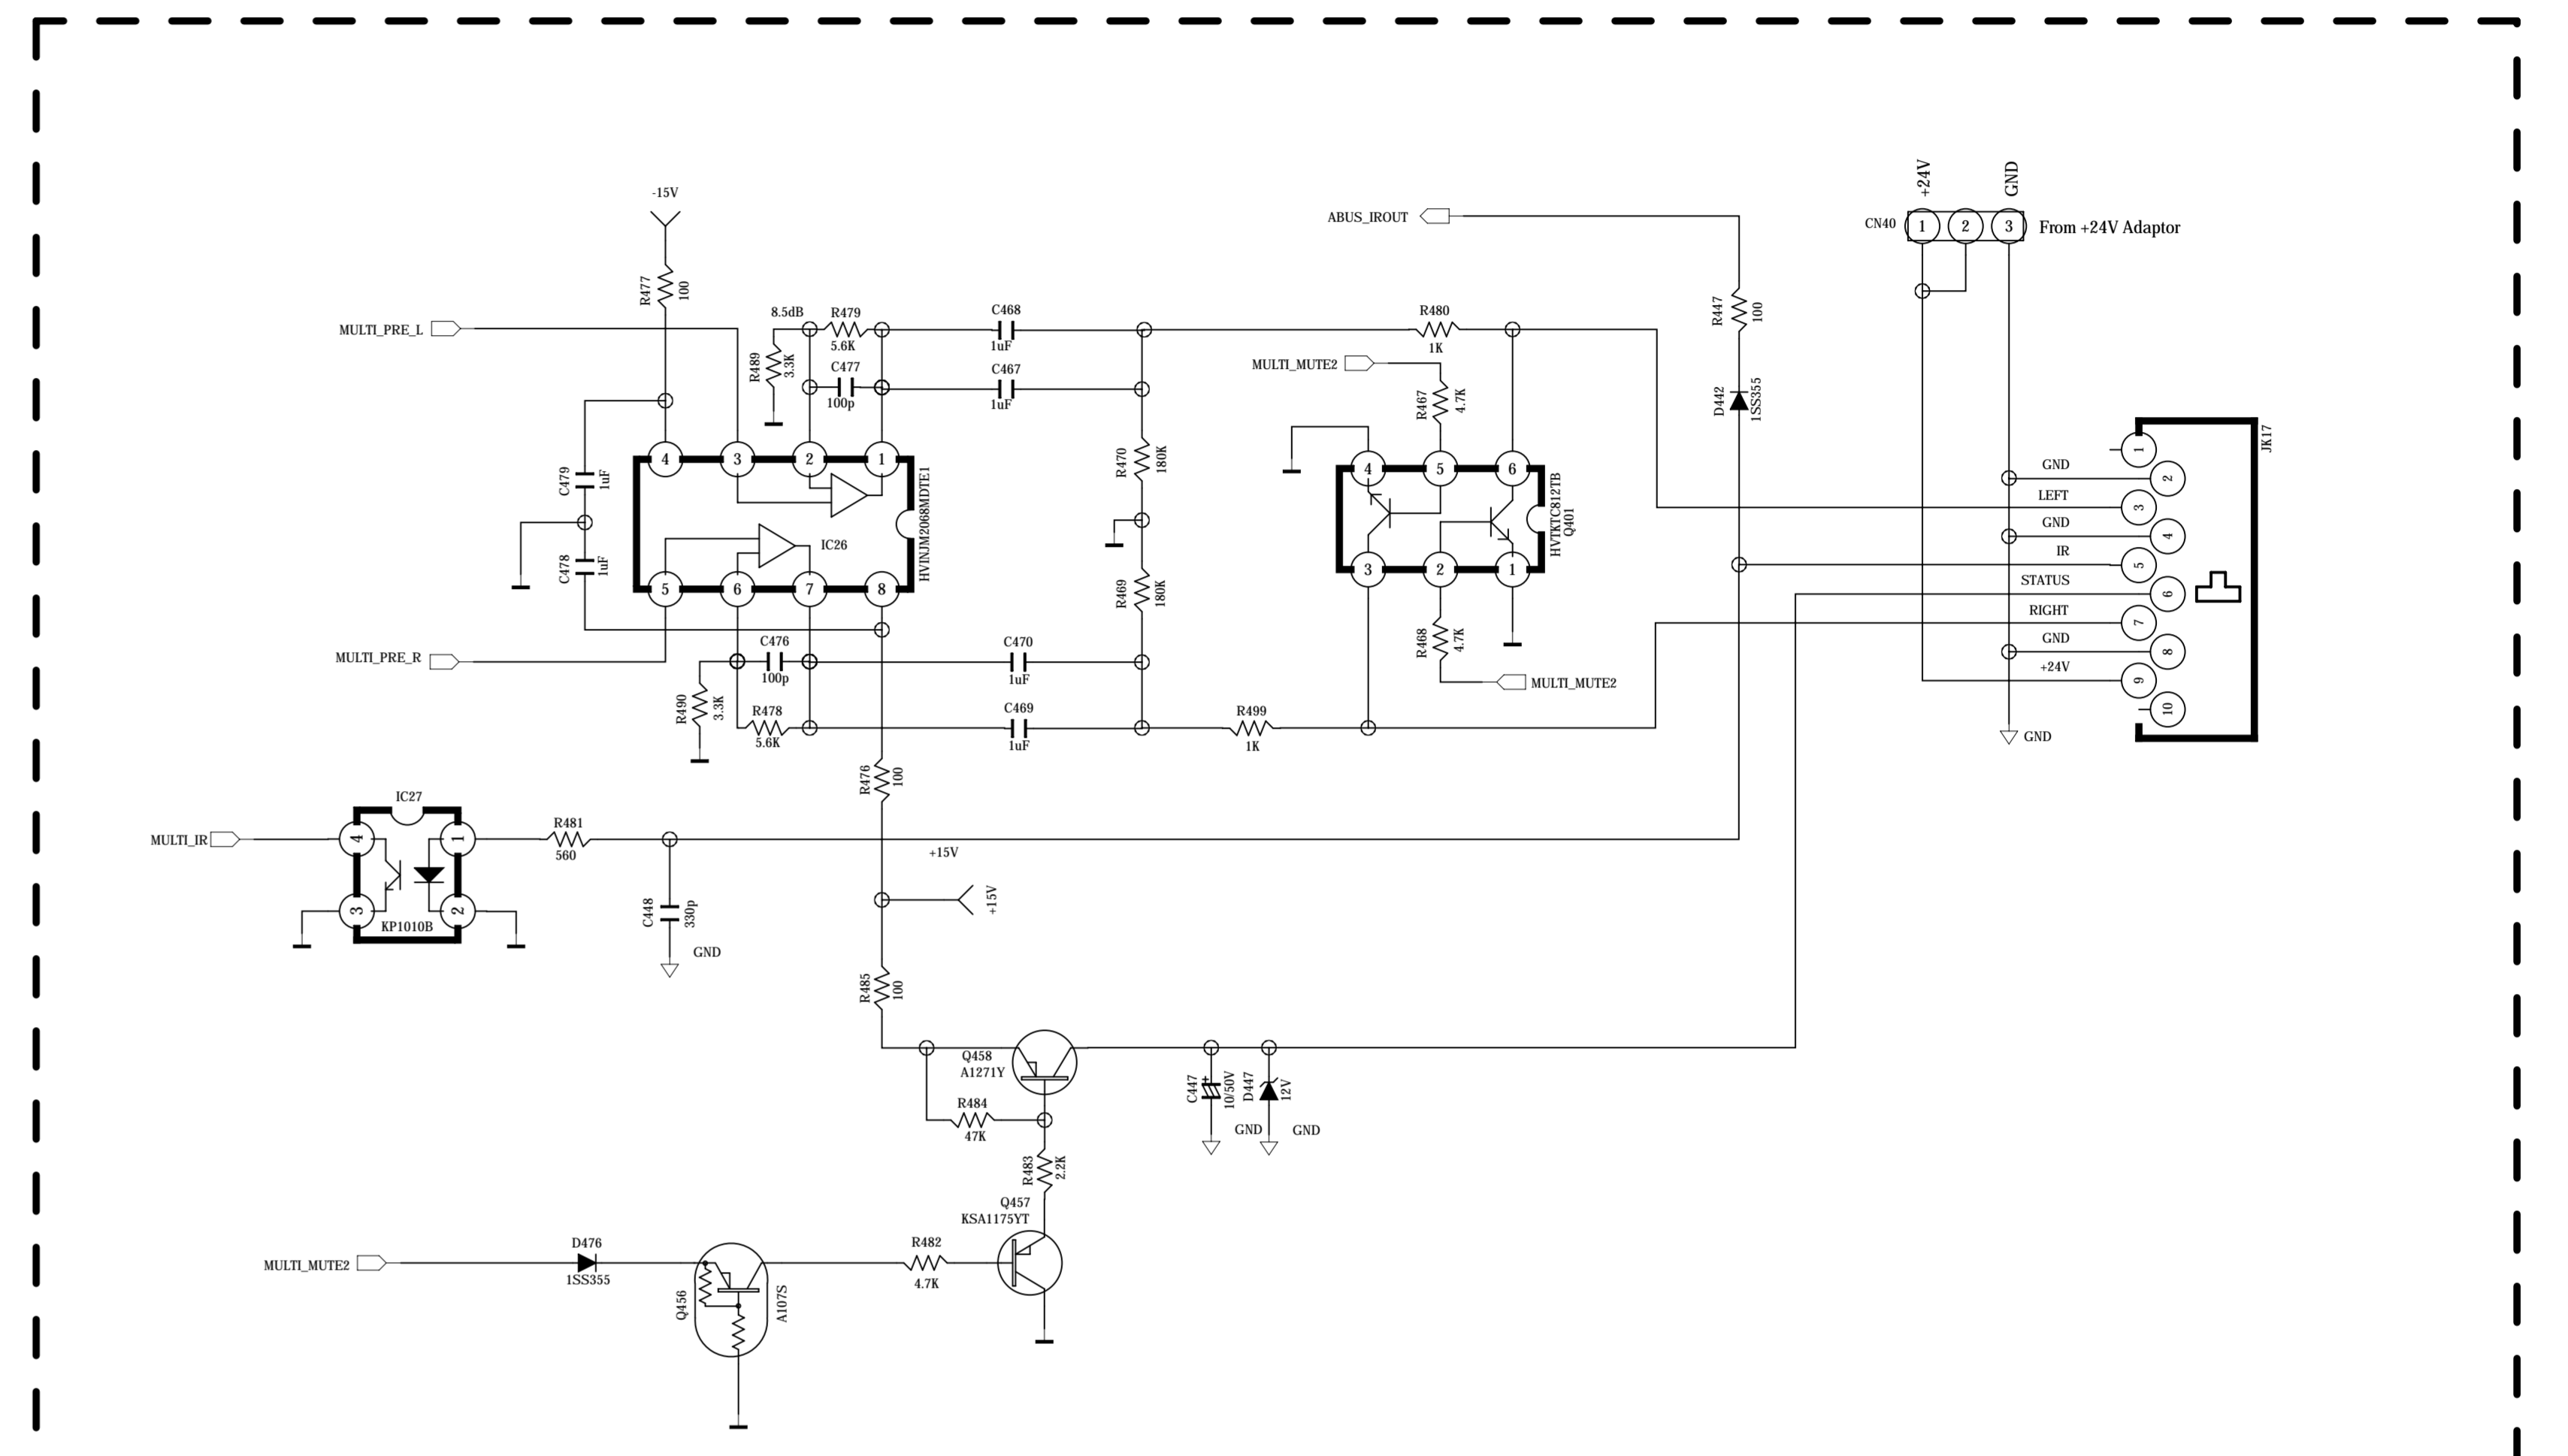 -15V
R477
100
MULTI_PRE_L
8.5dB
R479
5.6K
R489
3.3K
C477
100p
C468
1uF
C467
1uF
ABUS_IROUT
R480
1K
MULTI_MUTE2
R467
4.7K
R447
100
D442
1SS355
+24V
GND
CN40
1
2
3
From +24V Adaptor
C479
1uF
C478
1uF
4
3
2
1
IC26
HVINJM2068MDTE1
5
6
7
8
R470
180K
R469
180K
4
5
6
HVTKTC812TB
Q401
3
2
1
R468
4.7K
MULTI_MUTE2
JK17
1
GND
2
LEFT
3
GND
4
IR
5
STATUS
6
RIGHT
7
GND
8
+24V
9
10
GND
MULTI_PRE_R
C476
100p
R490
3.3K
R478
5.6K
C470
1uF
C469
1uF
R499
1K
R476
100
IC27
MULTI_IR
4
1
3
2
KP1010B
R481
560
+15V
C448
330p
GND
+15V
R485
100
Q458
A1271Y
R484
47K
R483
2.2K
C447
+
10/50V
GND
D447
12V
GND
Q457
KSA1175YT
MULTI_MUTE2
D476
1SS355
Q456
A107S
R482
4.7K